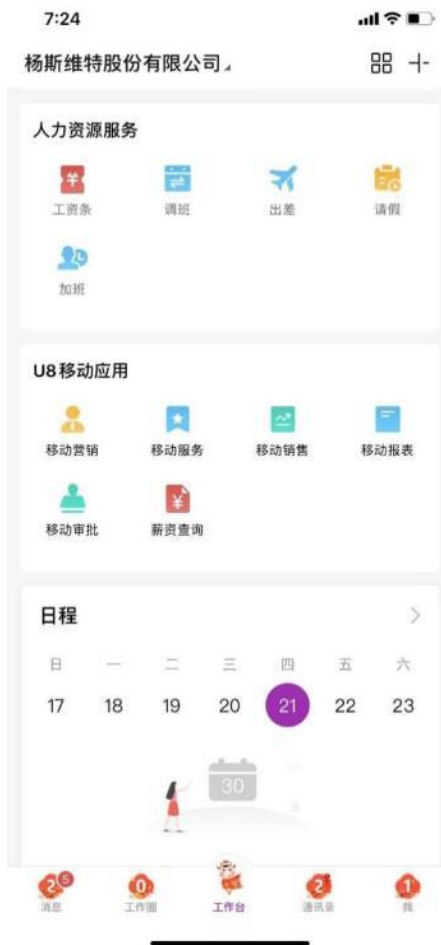 7:24
杨斯维特股份有限公司
人力资源服务
工资条 调班 出差 请假
加班
U8移动应用
移动营销 移动服务 移动销售 移动报表
移动审批 薪资查询
日程
日 一 二 三 四 五 六
17 18 19 20 21 22 23
30
2 5 0 2 1
消息 工作圈 工作台 通讯录 我